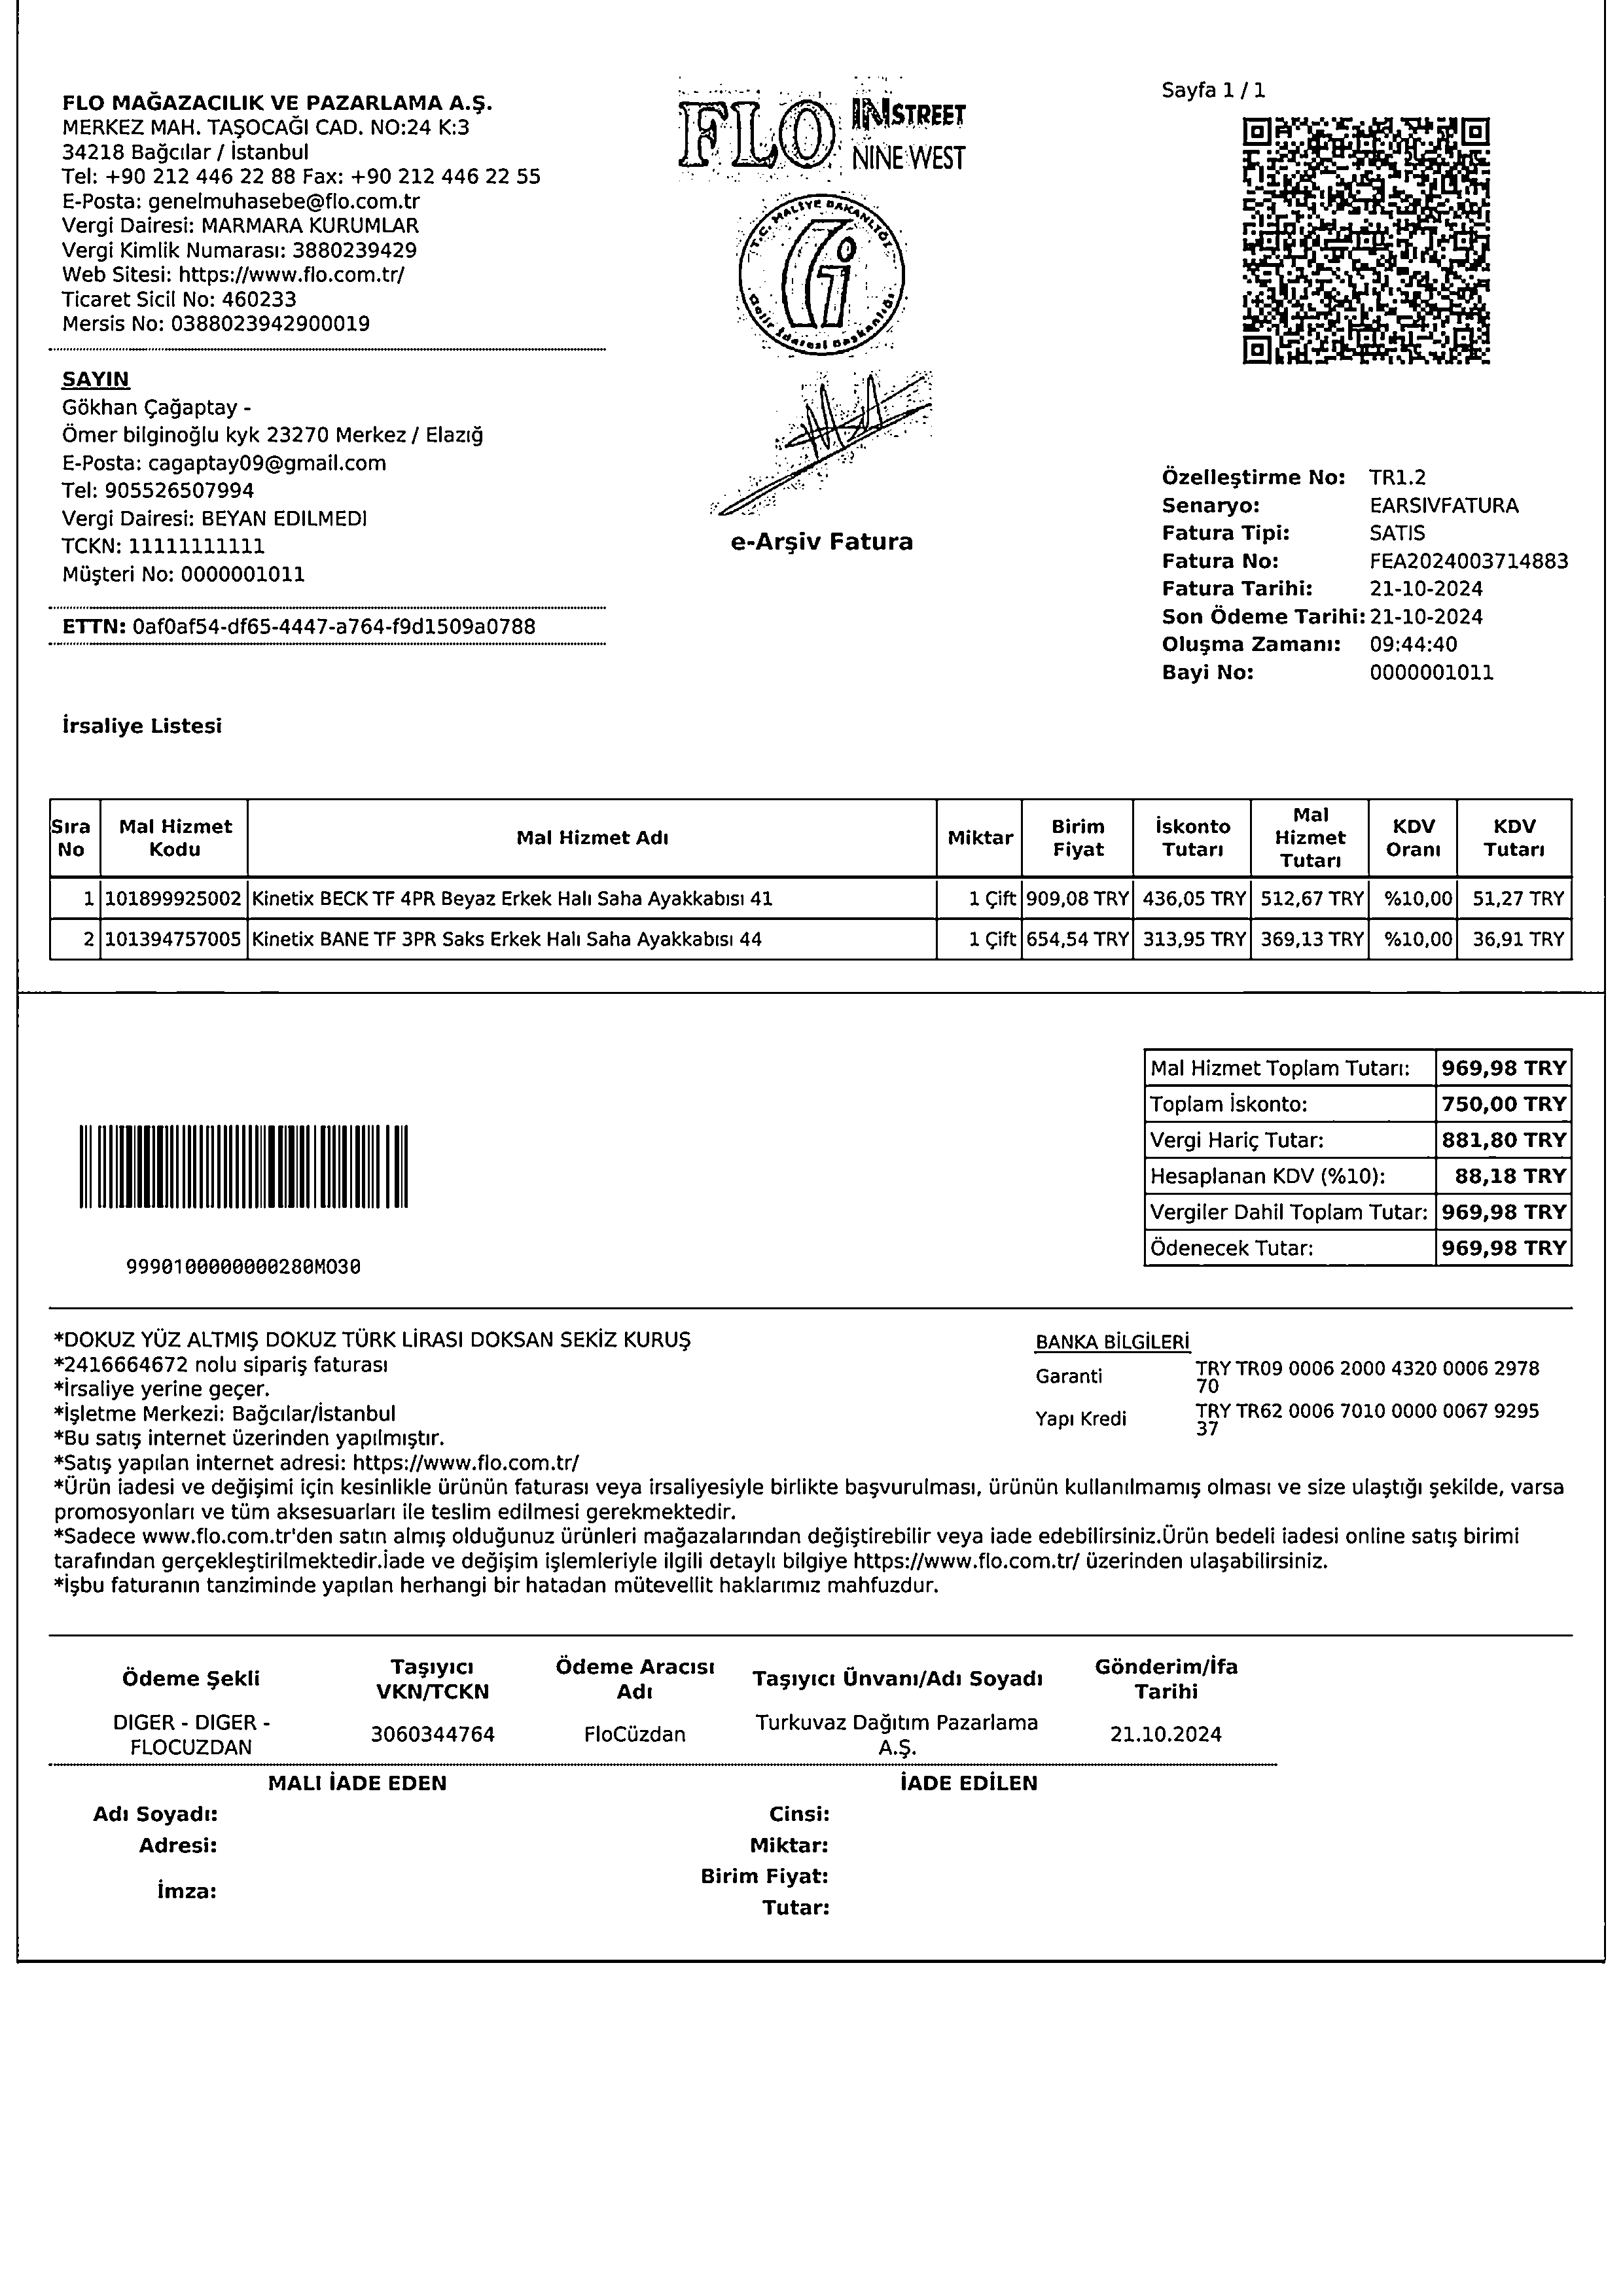 Sayfa 1 / 1
FLO MAĞAZACILIK VE PAZARLAMA A.Ş.
MERKEZ MAH. TAŞOCAĞI CAD. NO:24 K:3
34218 Bağcılar / İstanbul
Tel: +90 212 446 22 88 Fax: +90 212 446 22 55
E-Posta: genelmuhasebe@flo.com.tr
Vergi Dairesi: MARMARA KURUMLAR
Vergi Kimlik Numarası: 3880239429
Web Sitesi: https://www.flo.com.tr/
Ticaret Sicil No: 460233
Mersis No: 0388023942900019
FLO
INSTREET
NINE WEST
T.C. MALİYE BAKANLIĞI
Gelir İdaresi Başkanlığı
SAYIN
Gökhan Çağaptay -
Ömer bilginoğlu kyk 23270 Merkez / Elazığ
E-Posta: cagaptay09@gmail.com
Tel: 905526507994
Vergi Dairesi: BEYAN EDILMEDI
TCKN: 11111111111
Müşteri No: 0000001011
ETTN: 0af0af54-df65-4447-a764-f9d1509a0788
e-Arşiv Fatura
Özelleştirme No: TR1.2
Senaryo: EARSIVFATURA
Fatura Tipi: SATIS
Fatura No: FEA2024003714883
Fatura Tarihi: 21-10-2024
Son Ödeme Tarihi: 21-10-2024
Oluşma Zamanı: 09:44:40
Bayi No: 0000001011
İrsaliye Listesi
Sıra No Mal Hizmet Kodu Mal Hizmet Adı Miktar Birim Fiyat İskonto Tutarı Mal Hizmet Tutarı KDV Oranı KDV Tutarı
1 101899925002 Kinetix BECK TF 4PR Beyaz Erkek Halı Saha Ayakkabısı 41 1 Çift 909,08 TRY 436,05 TRY 512,67 TRY %10,00 51,27 TRY
2 101394757005 Kinetix BANE TF 3PR Saks Erkek Halı Saha Ayakkabısı 44 1 Çift 654,54 TRY 313,95 TRY 369,13 TRY %10,00 36,91 TRY
Mal Hizmet Toplam Tutarı: 969,98 TRY
Toplam İskonto: 750,00 TRY
Vergi Hariç Tutar: 881,80 TRY
Hesaplanan KDV (%10): 88,18 TRY
Vergiler Dahil Toplam Tutar: 969,98 TRY
Ödenecek Tutar: 969,98 TRY
9990100000000280MO30
*DOKUZ YÜZ ALTMIŞ DOKUZ TÜRK LİRASI DOKSAN SEKİZ KURUŞ
*2416664672 nolu sipariş faturası
*İrsaliye yerine geçer.
*İşletme Merkezi: Bağcılar/İstanbul
*Bu satış internet üzerinden yapılmıştır.
*Satış yapılan internet adresi: https://www.flo.com.tr/
*Ürün iadesi ve değişimi için kesinlikle ürünün faturası veya irsaliyesiyle birlikte başvurulması, ürünün kullanılmamış olması ve size ulaştığı şekilde, varsa
promosyonları ve tüm aksesuarları ile teslim edilmesi gerekmektedir.
*Sadece www.flo.com.tr'den satın almış olduğunuz ürünleri mağazalarından değiştirebilir veya iade edebilirsiniz.Ürün bedeli iadesi online satış birimi
tarafından gerçekleştirilmektedir.İade ve değişim işlemleriyle ilgili detaylı bilgiye https://www.flo.com.tr/ üzerinden ulaşabilirsiniz.
*İşbu faturanın tanziminde yapılan herhangi bir hatadan mütevellit haklarımız mahfuzdur.
BANKA BİLGİLERİ
Garanti TRY TR09 0006 2000 4320 0006 2978
70
Yapı Kredi TRY TR62 0006 7010 0000 0067 9295
37
Ödeme Şekli Taşıyıcı VKN/TCKN Ödeme Aracısı Adı Taşıyıcı Ünvanı/Adı Soyadı Gönderim/İfa Tarihi
DIGER - DIGER - FLOCUZDAN 3060344764 FloCüzdan Turkuvaz Dağıtım Pazarlama A.Ş. 21.10.2024
MALI İADE EDEN
Adı Soyadı:
Adresi:
İmza:
İADE EDİLEN
Cinsi:
Miktar:
Birim Fiyat:
Tutar: